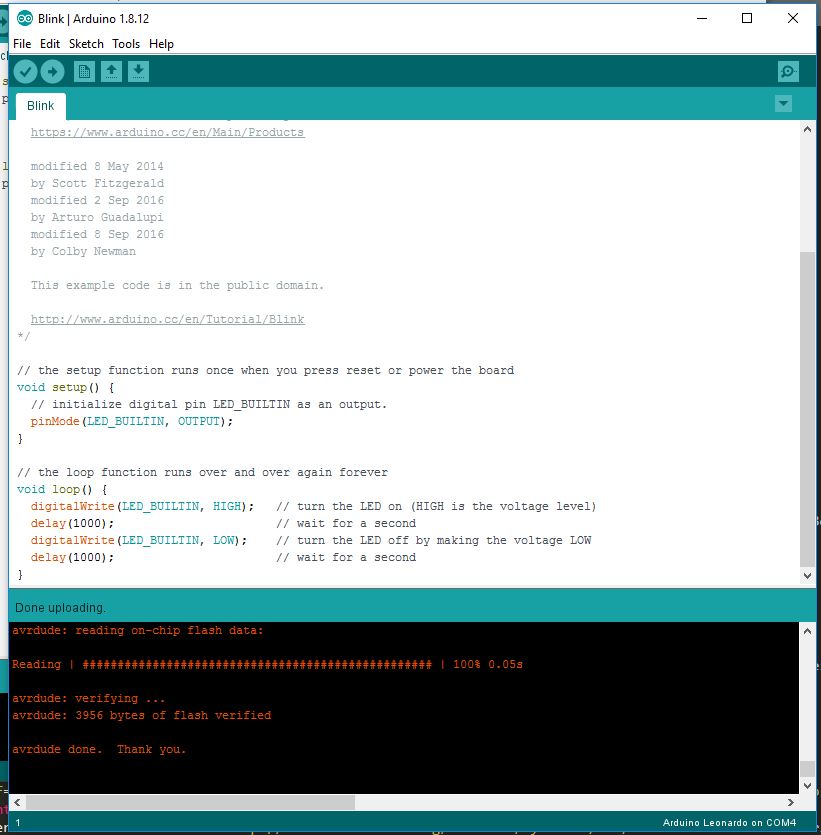 Blink | Arduino 1.8.12
File Edit Sketch Tools Help
Blink
https://www.arduino.cc/en/Main/Products
modified 8 May 2014
by Scott Fitzgerald
modified 2 Sep 2016
by Arturo Guadalupi
modified 8 Sep 2016
by Colby Newman
This example code is in the public domain.
http://www.arduino.cc/en/Tutorial/Blink
*/
// the setup function runs once when you press reset or power the board
void setup() {
// initialize digital pin LED_BUILTIN as an output.
pinMode(LED_BUILTIN, OUTPUT);
}
// the loop function runs over and over again forever
void loop() {
digitalWrite(LED_BUILTIN, HIGH); // turn the LED on (HIGH is the voltage level)
delay(1000); // wait for a second
digitalWrite(LED_BUILTIN, LOW); // turn the LED off by making the voltage LOW
delay(1000); // wait for a second
}
Done uploading.
avrdude: reading on-chip flash data:
Reading | ################################################## | 100% 0.05s
avrdude: verifying ...
avrdude: 3956 bytes of flash verified
avrdude done. Thank you.
1 Arduino Leonardo on COM4